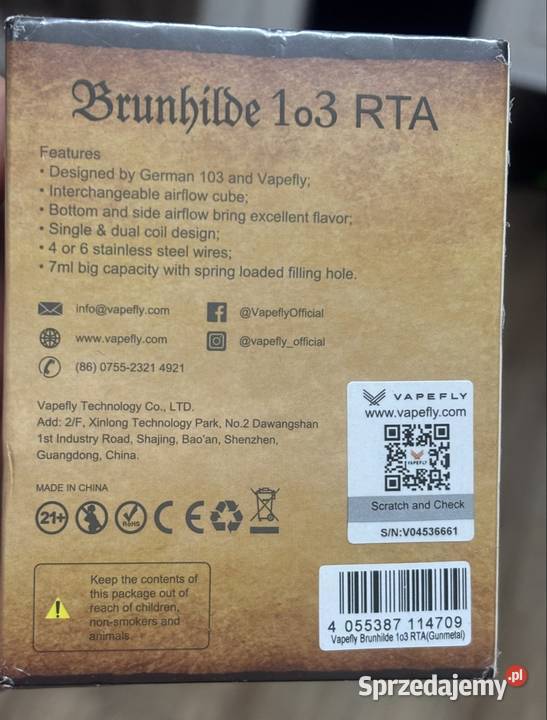 Brunhilde 1o3 RTA
Features
• Designed by German 103 and Vapefly;
• Interchangeable airflow cube;
• Bottom and side airflow bring excellent flavor;
• Single & dual coil design;
• 4 or 6 stainless steel wires;
• 7ml big capacity with spring loaded filling hole.
info@vapefly.com
@VapeflyOfficial
www.vapefly.com
@vapefly_official
(86) 0755-2321 4921
Vapefly Technology Co., LTD.
Add: 2/F, Xinlong Technology Park, No.2 Dawangshan
1st Industry Road, Shajing, Bao'an, Shenzhen,
Guangdong, China.
MADE IN CHINA
21+
RoHS
CE
Keep the contents of
this package out of
reach of children,
non-smokers and
animals
VAPEFLY
www.vapefly.com
VAPEFLY
Scratch and Check
S/N:V04536661
4 055387 114709
Vapefly Brunhilde 1o3 RTA(Gunmetal)
Sprzedajemy.pl